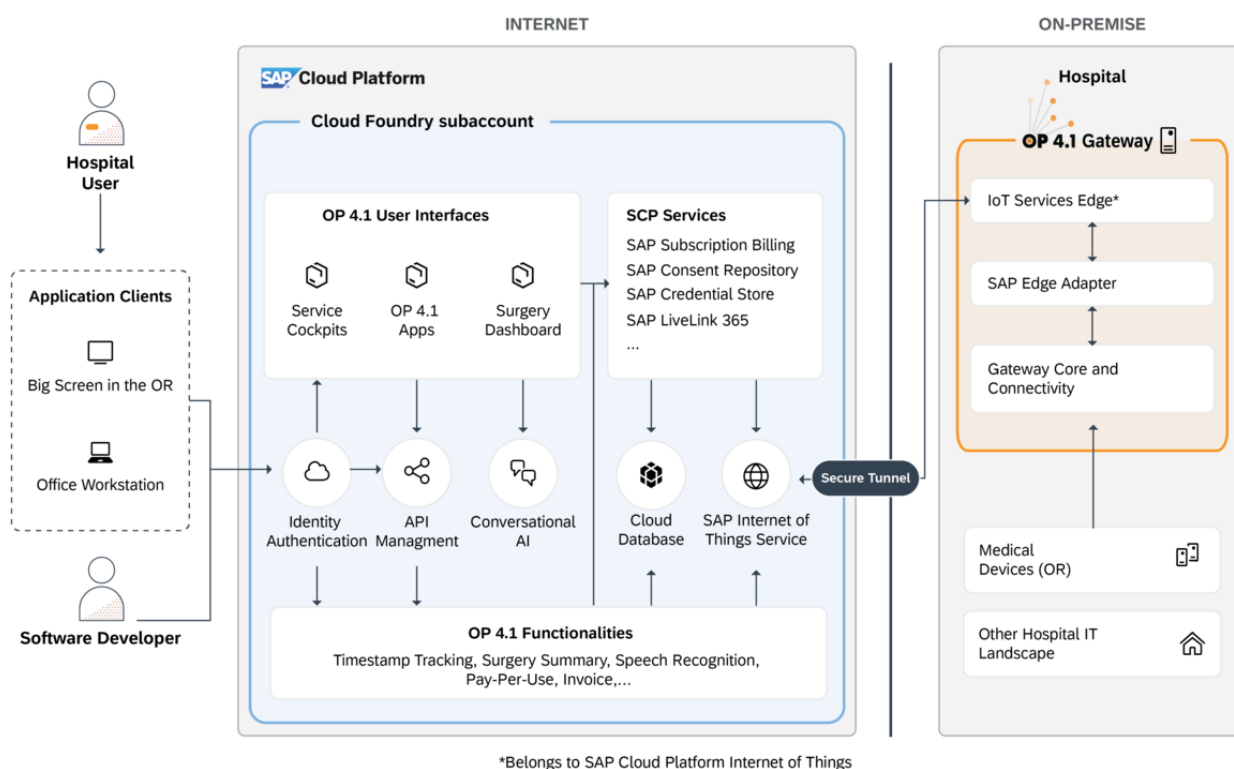 INTERNET
ON-PREMISE
SAP Cloud Platform
Cloud Foundry subaccount
Hospital
User
Application Clients
Big Screen in the OR
Office Workstation
Software Developer
OP 4.1 User Interfaces
Service
Cockpits
OP 4.1
Apps
Surgery
Dashboard
SCP Services
SAP Subscription Billing
SAP Consent Repository
SAP Credential Store
SAP LiveLink 365
...
Identity
Authentication
API
Managment
Conversational
AI
Cloud
Database
SAP Internet of
Things Service
OP 4.1 Functionalities
Timestamp Tracking, Surgery Summary, Speech Recognition,
Pay-Per-Use, Invoice,...
Secure Tunnel
Hospital
OP 4.1 Gateway
IoT Services Edge*
SAP Edge Adapter
Gateway Core and
Connectivity
Medical
Devices (OR)
Other Hospital IT
Landscape
*Belongs to SAP Cloud Platform Internet of Things